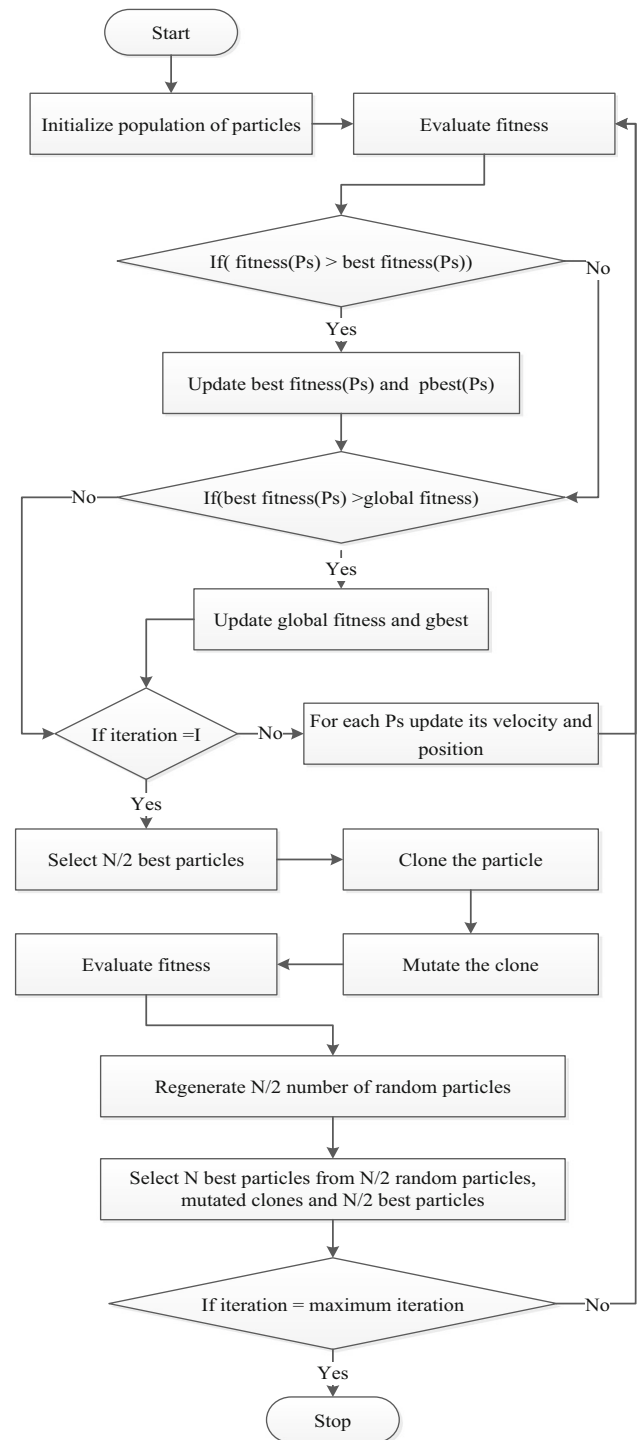 Start
Initialize population of particles
Evaluate fitness
If( fitness(Ps) > best fitness(Ps))
No
Yes
Update best fitness(Ps) and pbest(Ps)
If(best fitness(Ps) >global fitness)
No
Yes
Update global fitness and gbest
If iteration =I
No
For each Ps update its velocity and
position
Yes
Select N/2 best particles
Clone the particle
Evaluate fitness
Mutate the clone
Regenerate N/2 number of random particles
Select N best particles from N/2 random particles,
mutated clones and N/2 best particles
If iteration = maximum iteration
No
Yes
Stop